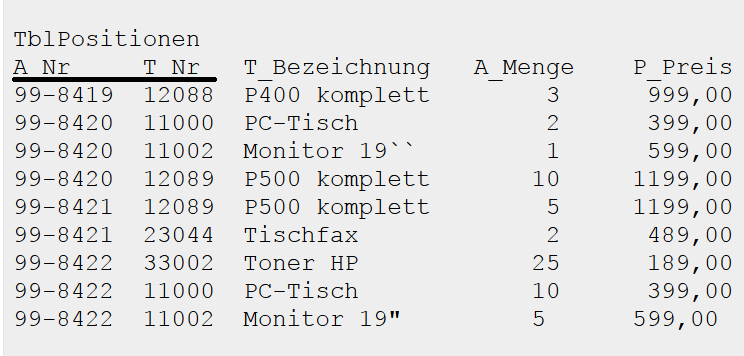 TblPositionen
A_Nr T_Nr T_Bezeichnung A_Menge P_Preis
99-8419 12088 P400 komplett 3 999,00
99-8420 11000 PC-Tisch 2 399,00
99-8420 11002 Monitor 19`` 1 599,00
99-8420 12089 P500 komplett 10 1199,00
99-8421 12089 P500 komplett 5 1199,00
99-8421 23044 Tischfax 2 489,00
99-8422 33002 Toner HP 25 189,00
99-8422 11000 PC-Tisch 10 399,00
99-8422 11002 Monitor 19" 5 599,00